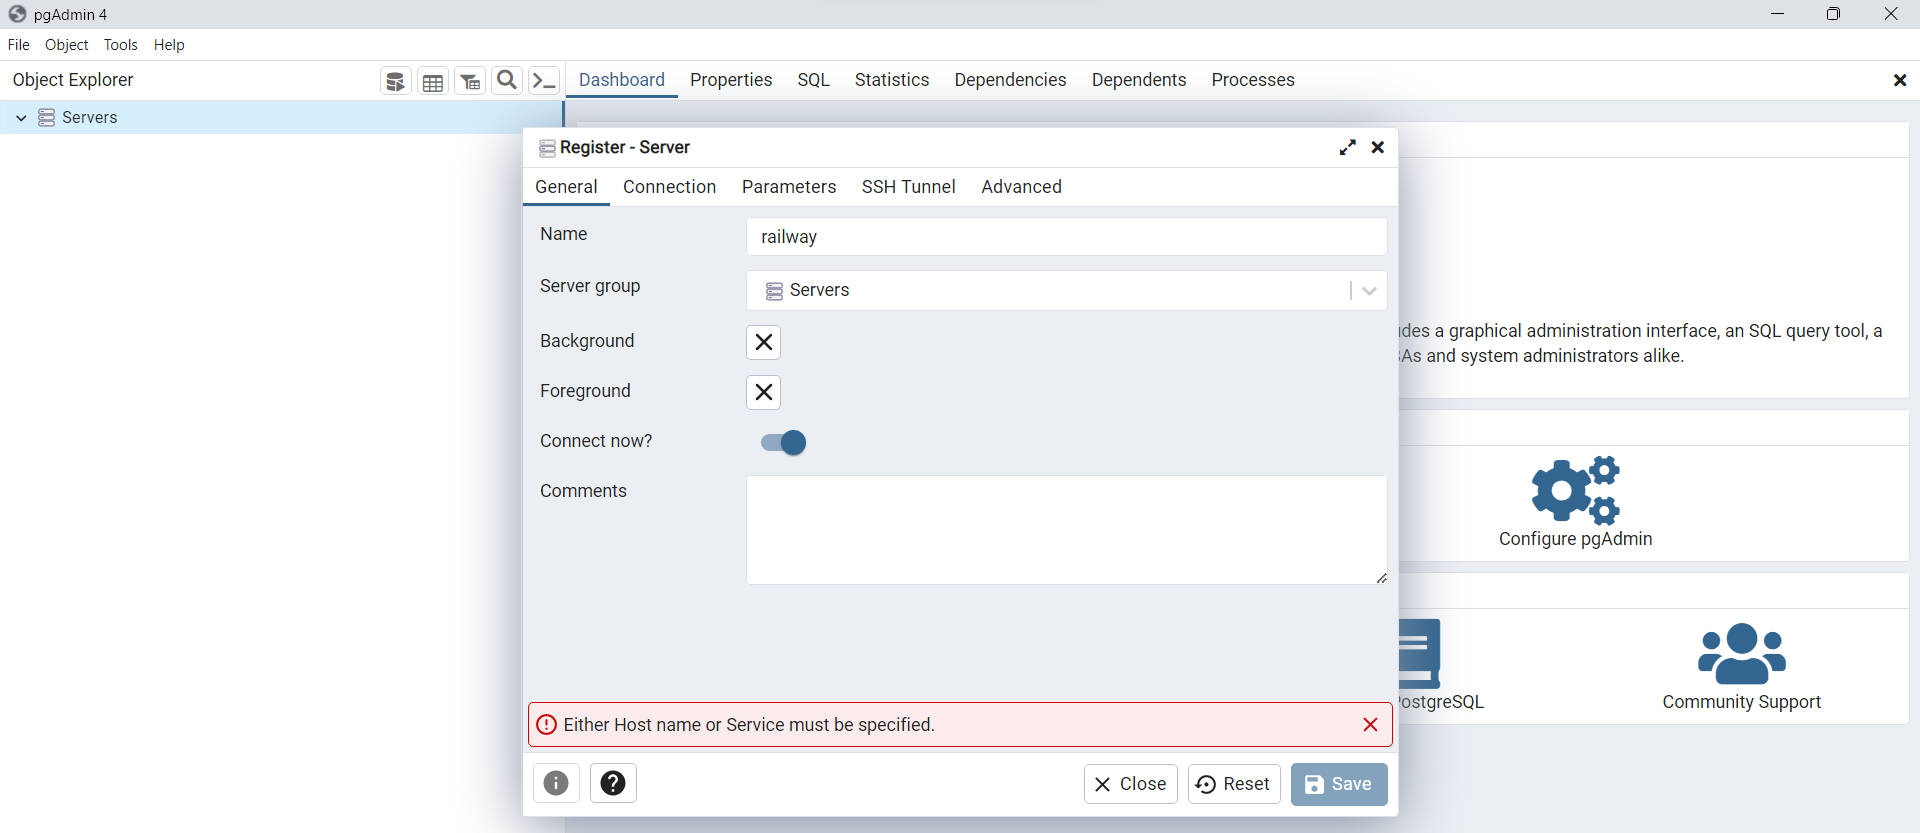 pgAdmin 4
File Object Tools Help
Object Explorer
Dashboard Properties SQL Statistics Dependencies Dependents Processes
Servers
Register - Server
General Connection Parameters SSH Tunnel Advanced
Name railway
Server group Servers
Background
Foreground
Connect now?
Comments
des a graphical administration interface, an SQL query tool, a
As and system administrators alike.
Configure pgAdmin
ostgreSQL
Community Support
Either Host name or Service must be specified.
Close Reset Save